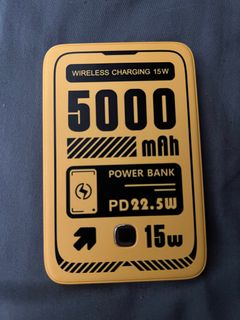 WIRELESS CHARGING 15W
5000
mAh
POWER BANK
PD22.5W
15w